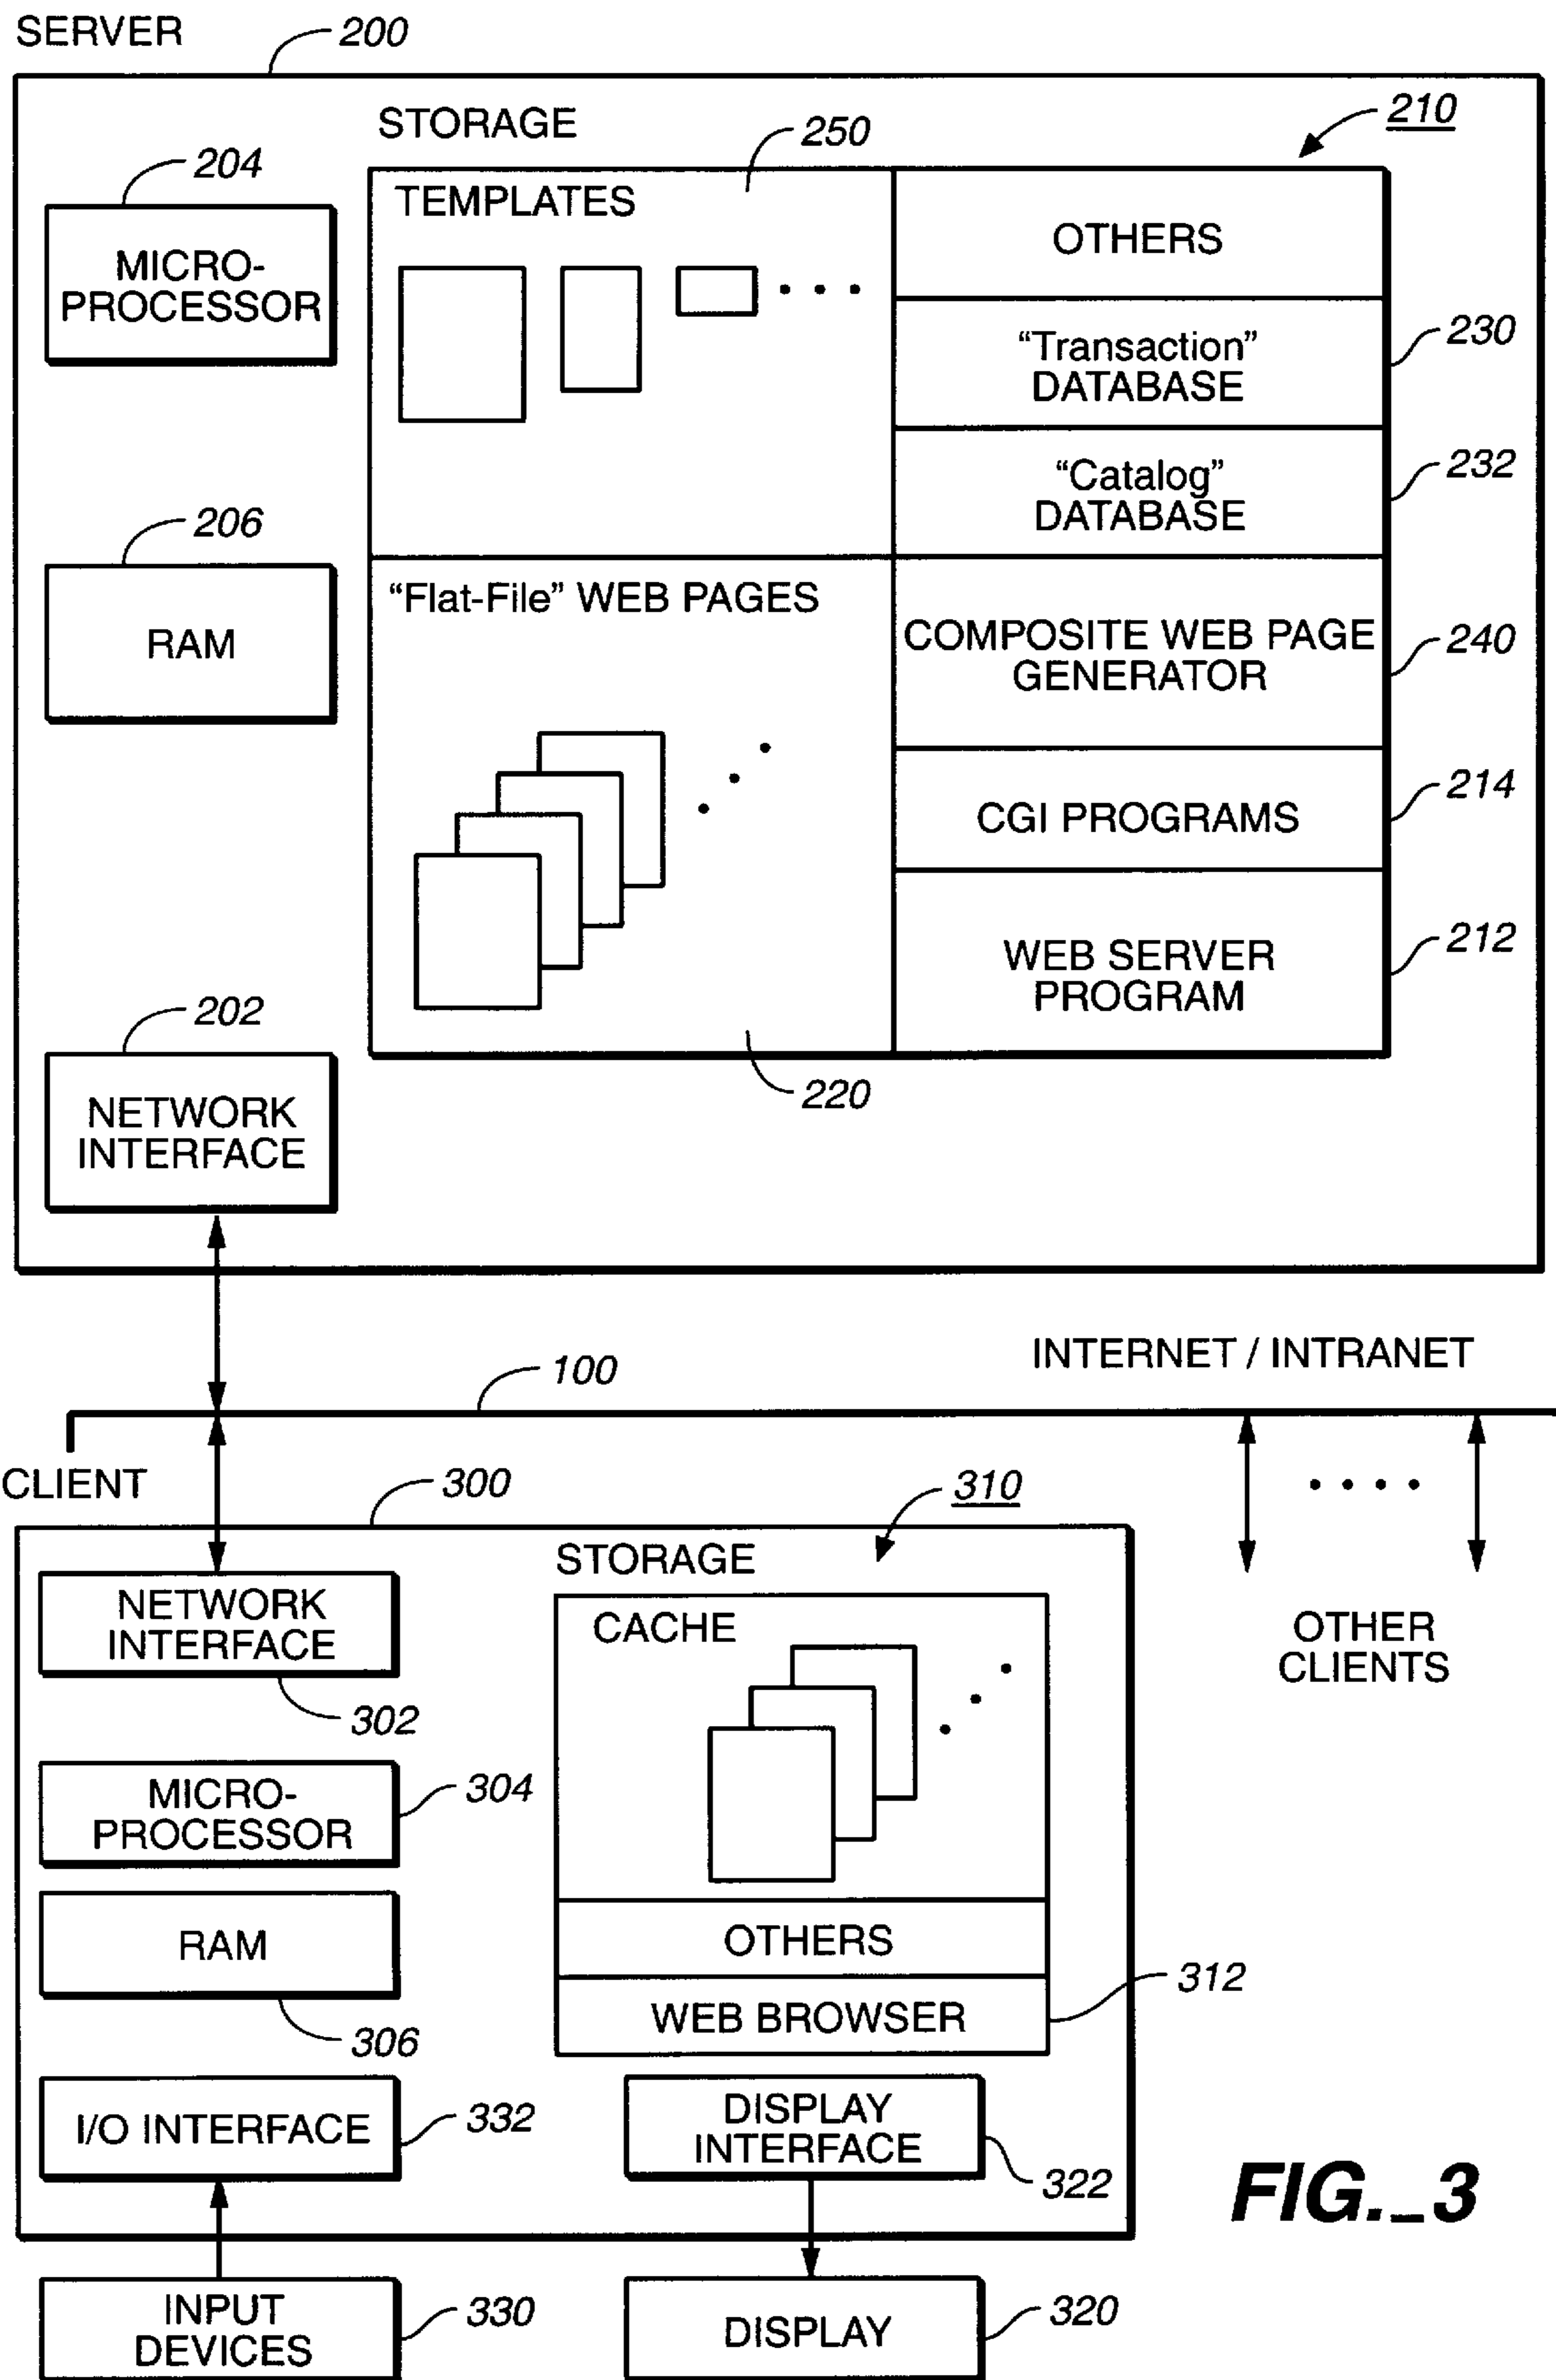 SERVER
200
STORAGE
210
250
204
TEMPLATES
MICRO-
PROCESSOR
OTHERS
"Transaction"
DATABASE
230
"Catalog"
DATABASE
232
206
RAM
"Flat-File" WEB PAGES
COMPOSITE WEB PAGE
GENERATOR
240
CGI PROGRAMS
214
WEB SERVER
PROGRAM
212
202
NETWORK
INTERFACE
220
INTERNET / INTRANET
100
CLIENT
300
310
STORAGE
NETWORK
INTERFACE
302
CACHE
OTHER
CLIENTS
MICRO-
PROCESSOR
304
RAM
306
OTHERS
WEB BROWSER
312
I/O INTERFACE
332
DISPLAY
INTERFACE
322
FIG._3
INPUT
DEVICES
330
DISPLAY
320